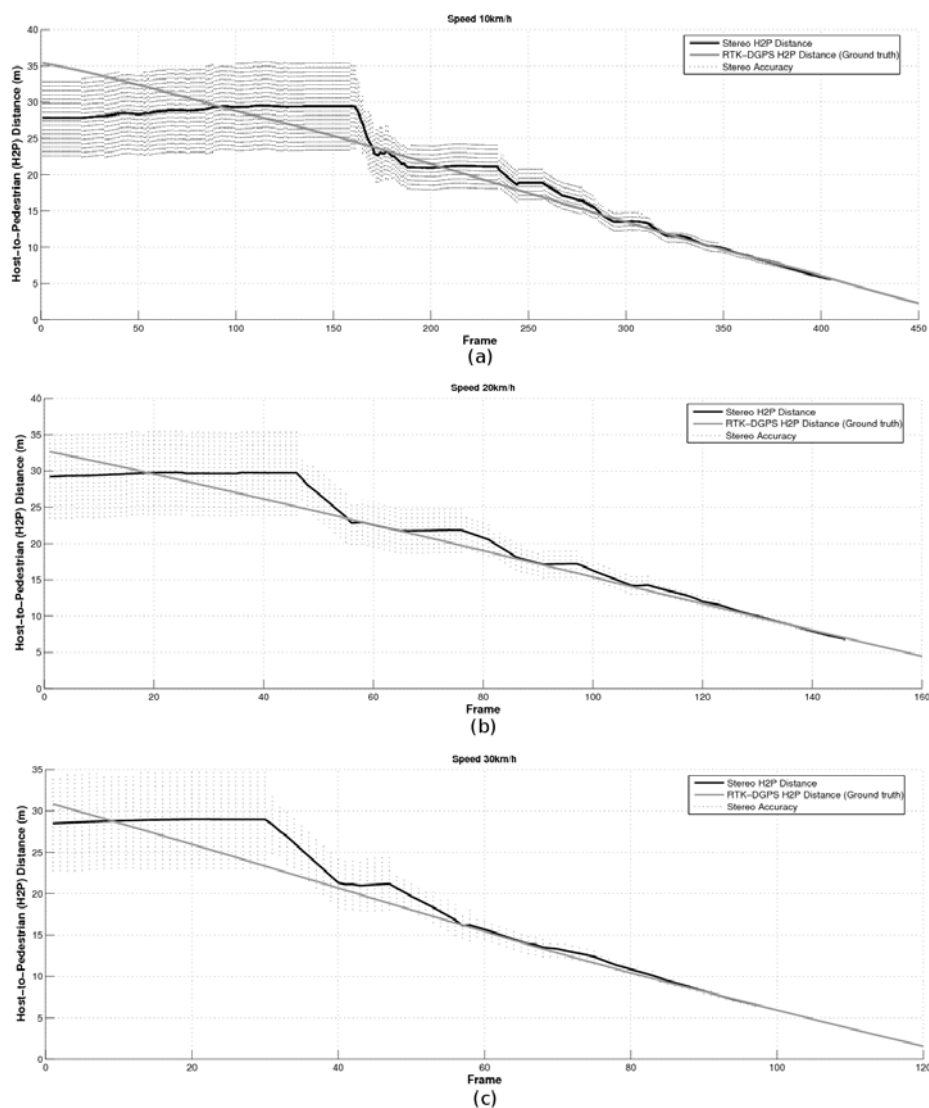 Speed 10km/h
Host-to-Pedestrian (H2P) Distance (m)
40
35
30
25
20
15
10
5
0
Stereo H2P Distance
RTK-DGPS H2P Distance (Ground truth)
Stereo Accuracy
0 50 100 150 200 250 300 350 400 450
Frame
(a)
Speed 20km/h
Host-to-Pedestrian (H2P) Distance (m)
40
35
30
25
20
15
10
5
0
Stereo H2P Distance
RTK-DGPS H2P Distance (Ground truth)
Stereo Accuracy
0 20 40 60 80 100 120 140 160
Frame
(b)
Speed 30km/h
Host-to-Pedestrian (H2P) Distance (m)
35
30
25
20
15
10
5
0
Stereo H2P Distance
RTK-DGPS H2P Distance (Ground truth)
Stereo Accuracy
0 20 40 60 80 100 120
Frame
(c)